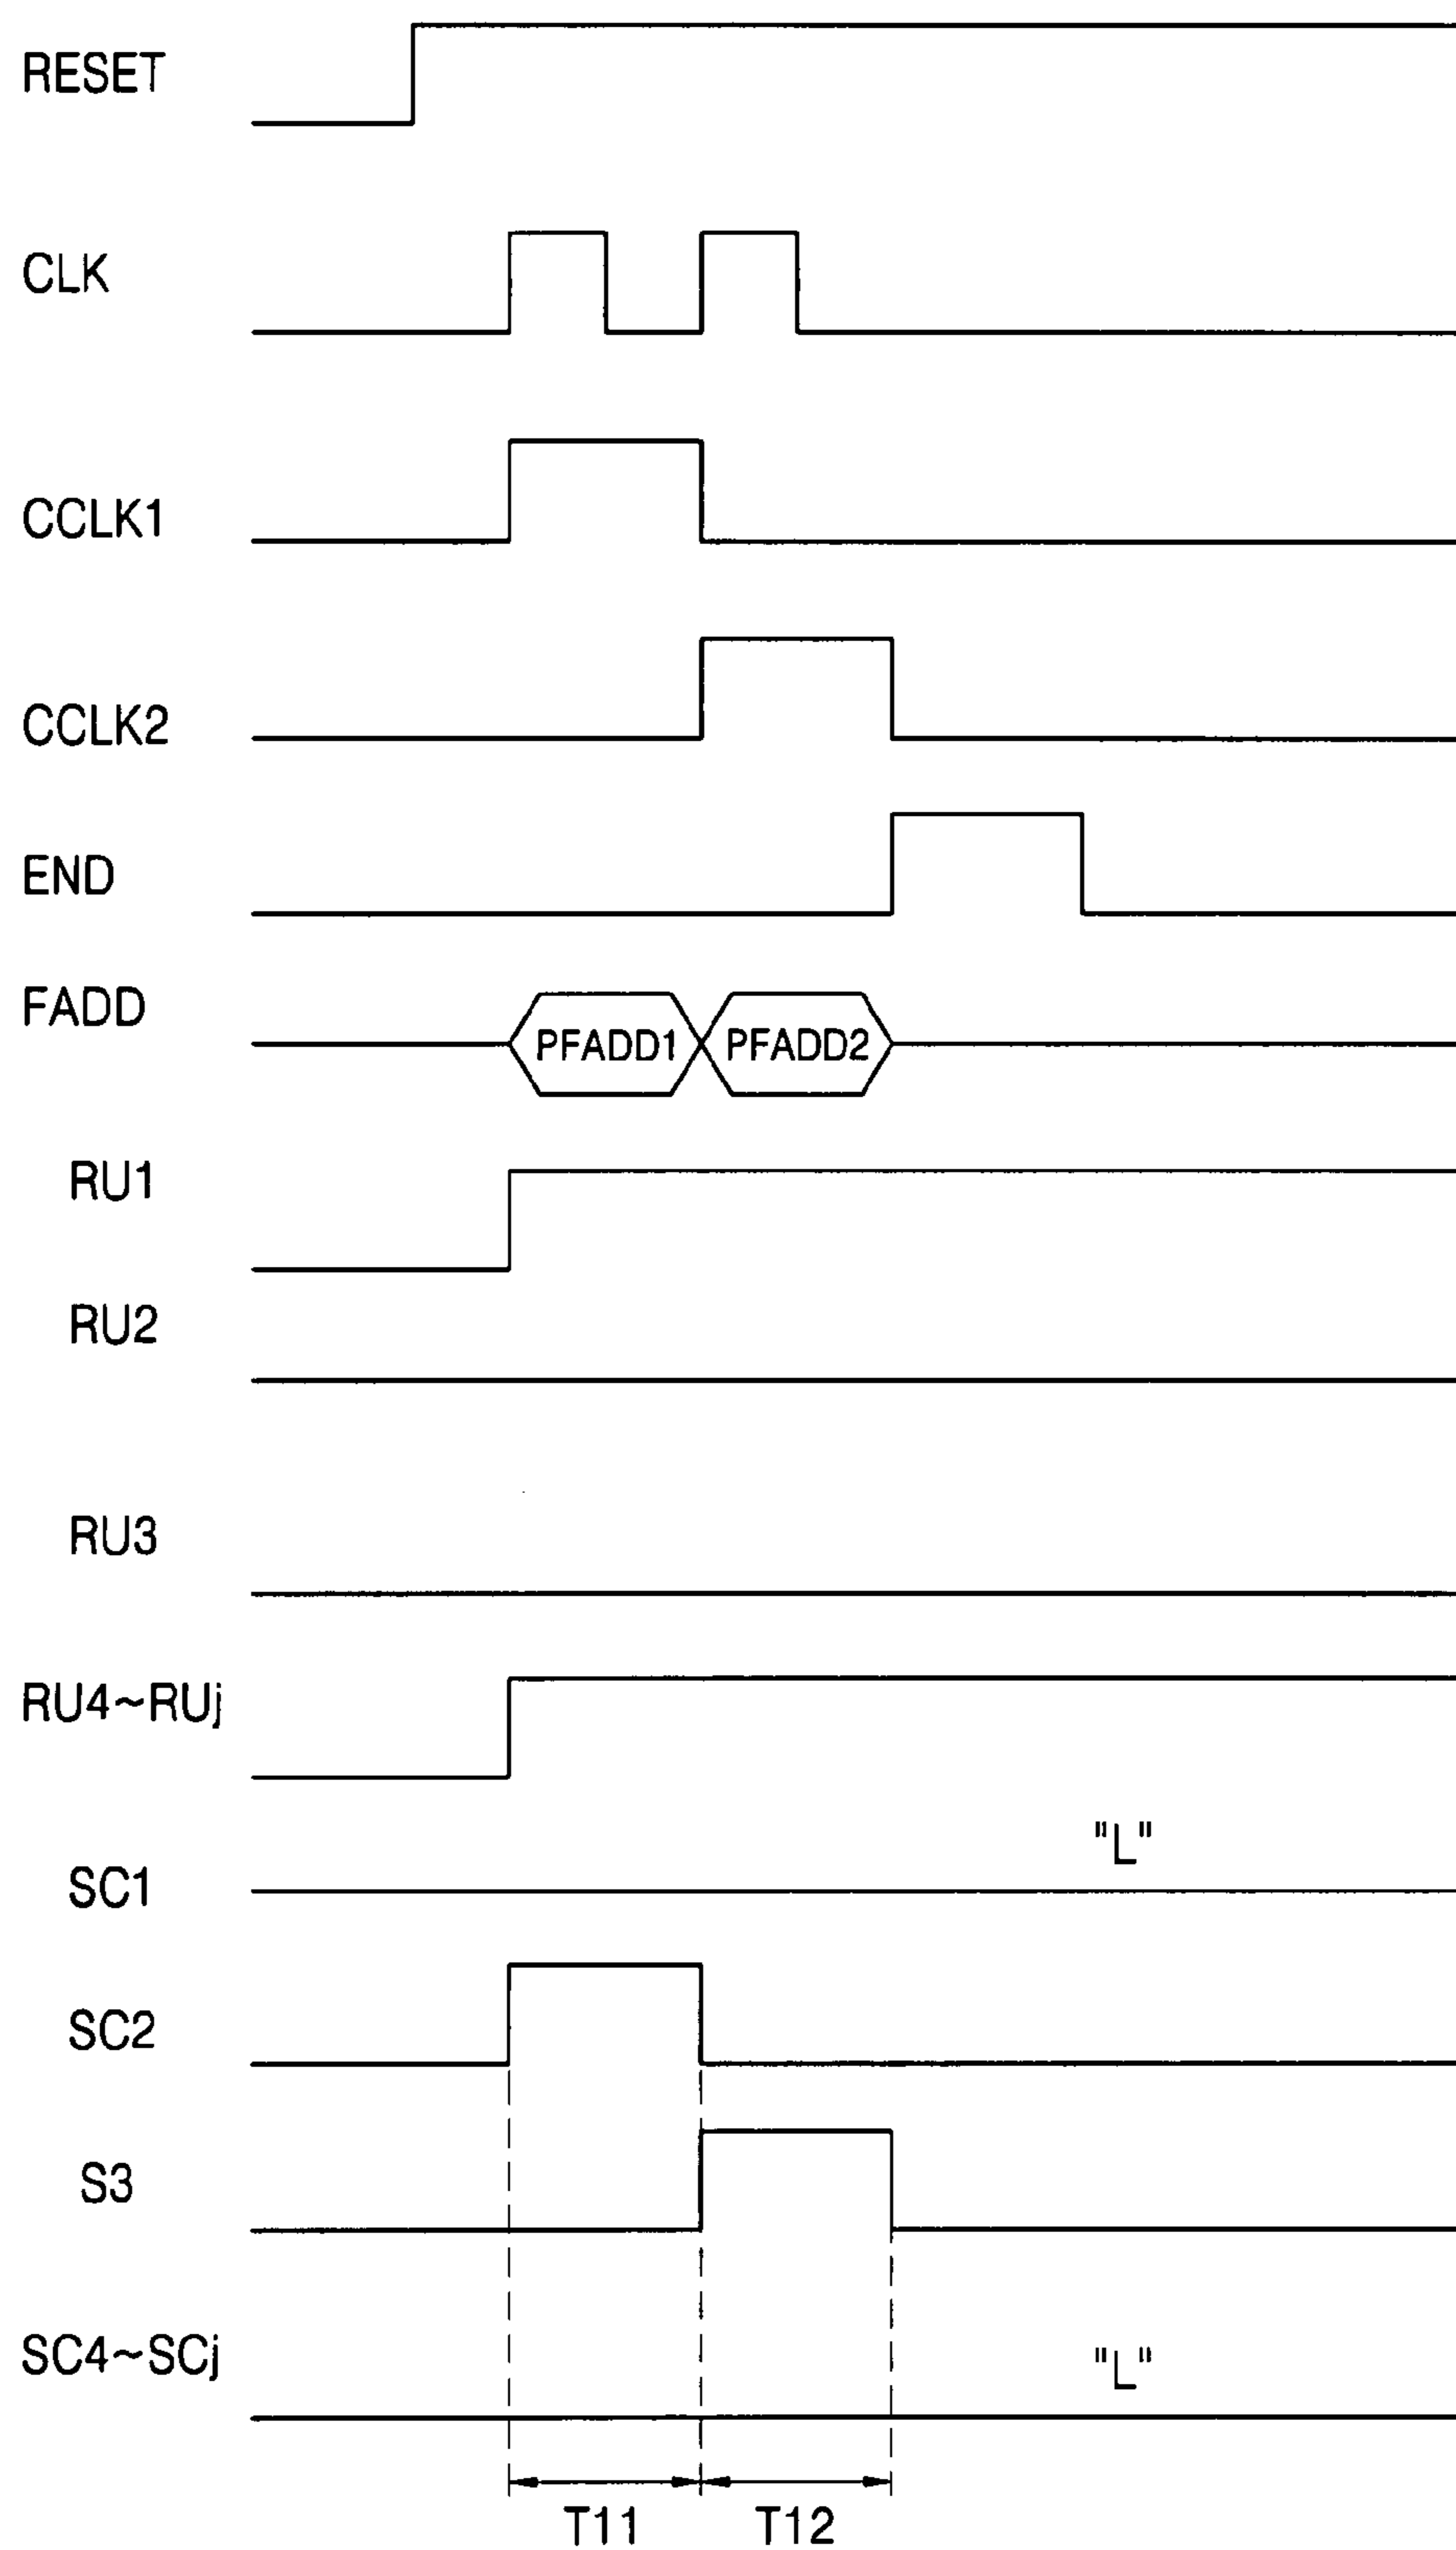 RESET
CLK
CCLK1
CCLK2
END
FADD
PFADD1 PFADD2
RU1
RU2
RU3
RU4~RUj
"L"
SC1
SC2
S3
SC4~SCj "L"
T11 T12